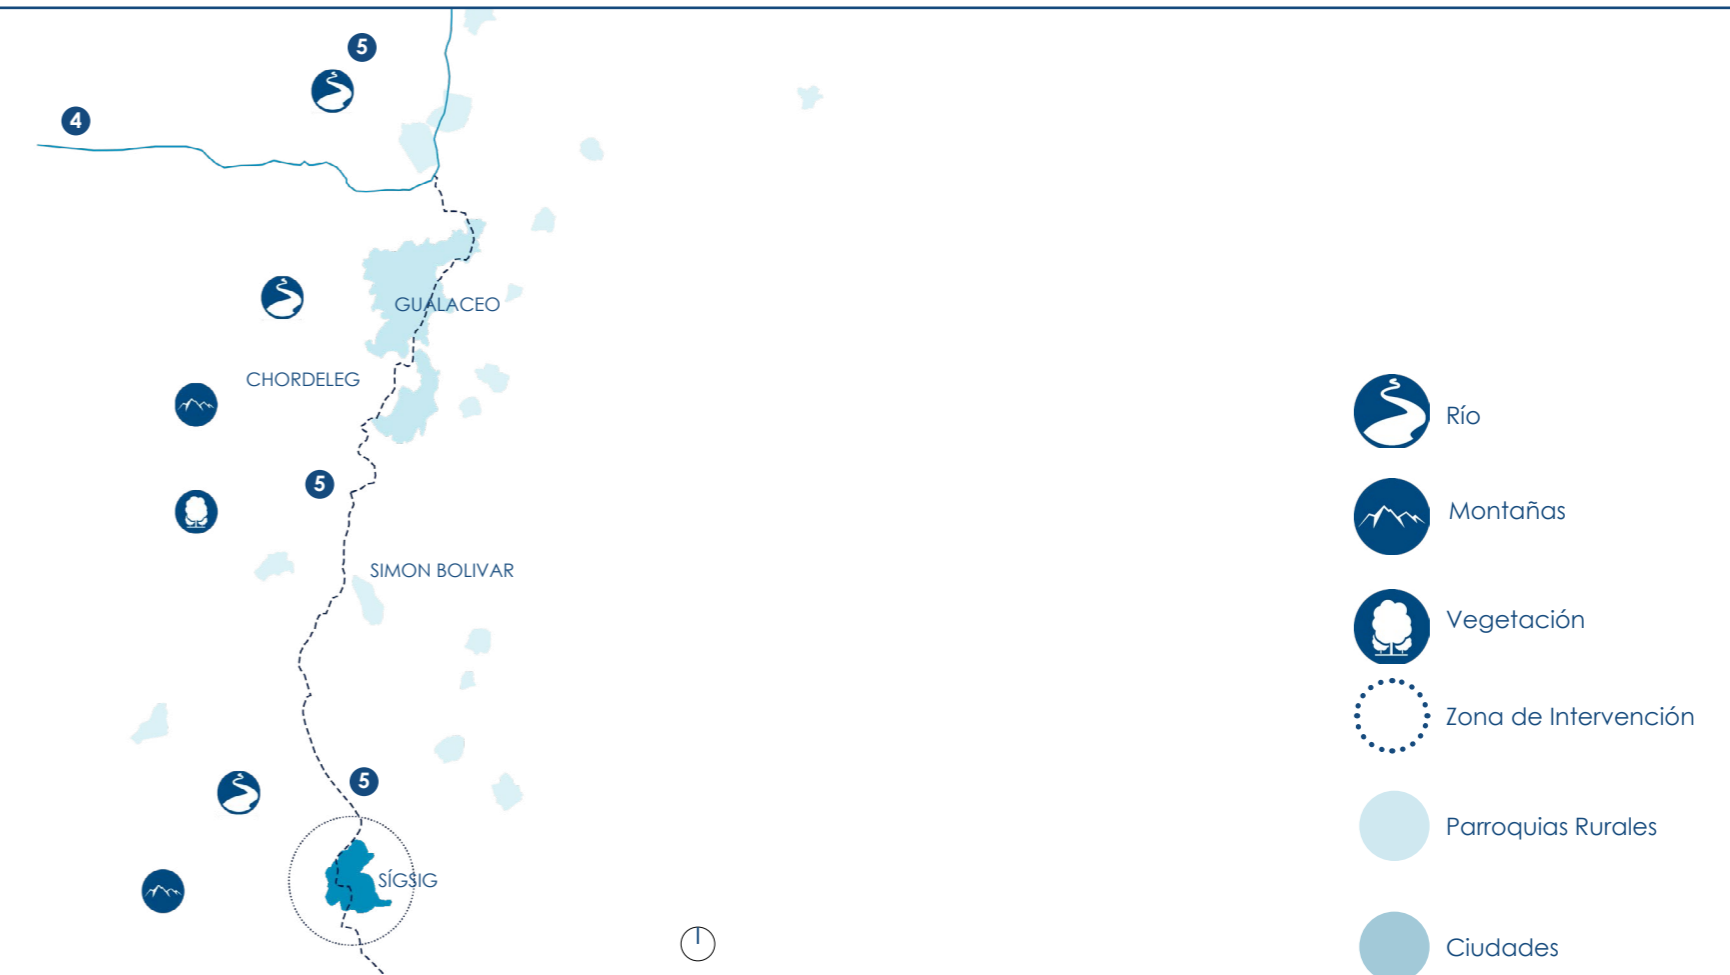 5
4
GUALACEO
CHORDELEG
5
SIMON BOLIVAR
5
SÍGSIG
Río
Montañas
Vegetación
Zona de Intervención
Parroquias Rurales
Ciudades